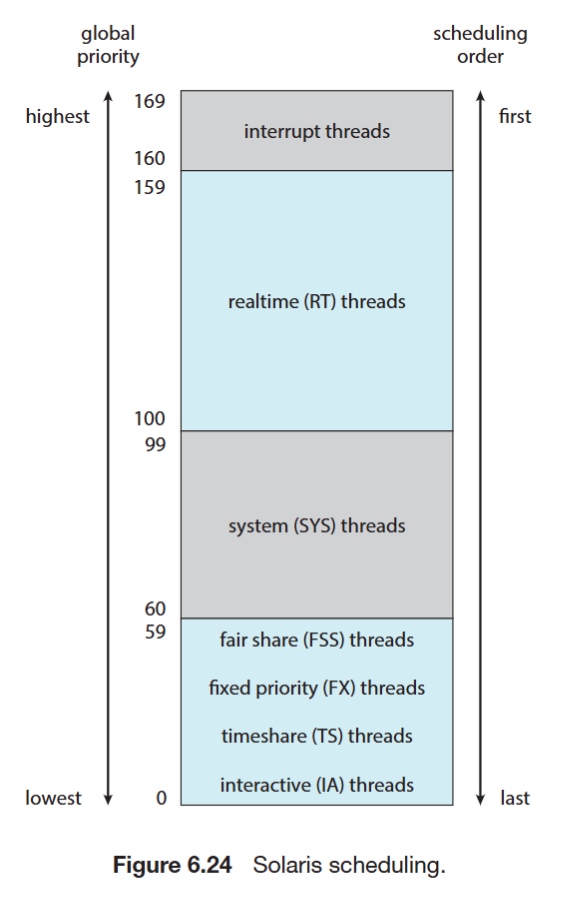 global
priority
scheduling
order
highest
169
first
interrupt threads
160
159
realtime (RT) threads
100
99
system (SYS) threads
60
59
fair share (FSS) threads
fixed priority (FX) threads
timeshare (TS) threads
interactive (IA) threads
lowest
0
last
Figure 6.24 Solaris scheduling.